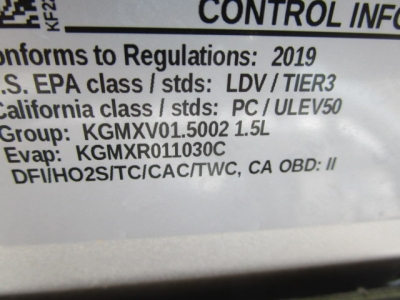 CONTROL INFO
KF22
onforms to Regulations: 2019
.S. EPA class / stds: LDV / TIER3
California class / stds: PC / ULEV50
Group: KGMXV01.5002 1.5L
Evap: KGMXR011030C
DFI/HO2S/TC/CAC/TWC, CA OBD: II